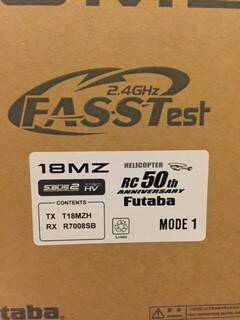 18MZ
2.4GHz
FASSTest
18MZ
HELICOPTER
S.BUS2 HV
RC 50th
ANNIVERSARY
Futaba
CONTENTS
TX T18MZH
RX R7008SB
MODE 1
Futaba